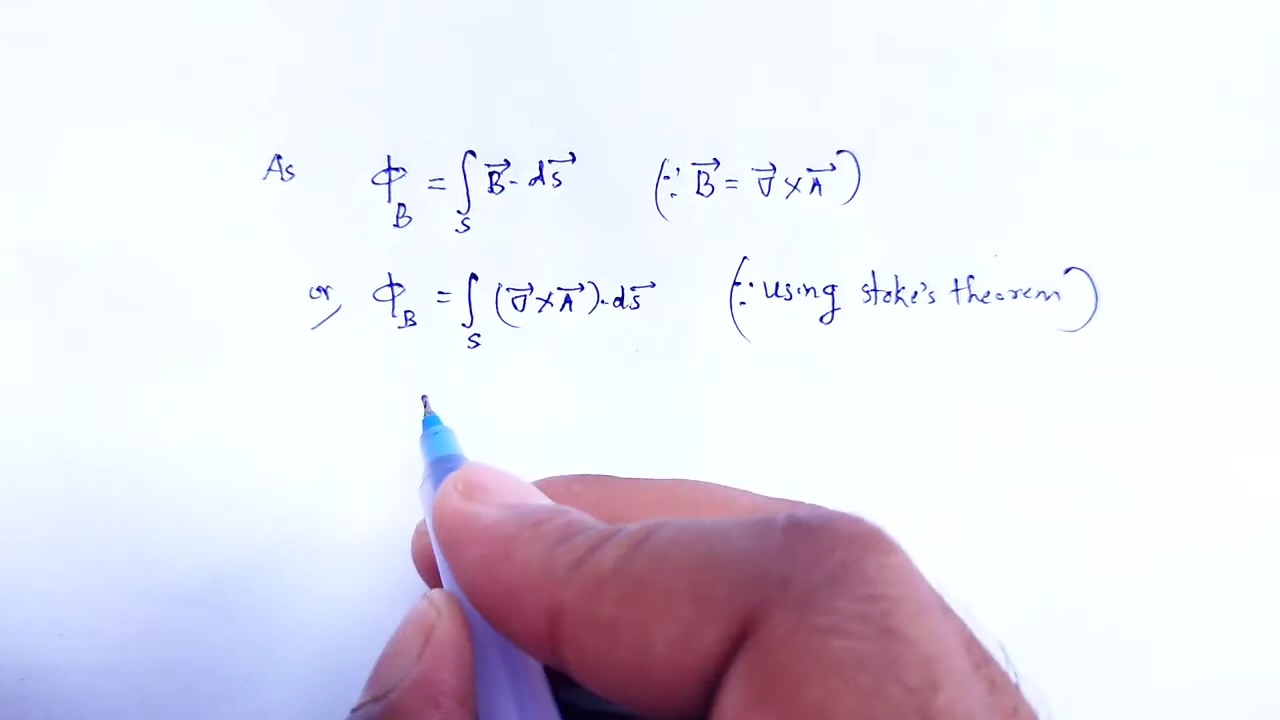 As Φ_B = ∫_S B⃗ · ds⃗ (∵ B⃗ = ∇⃗ × A⃗)
or, Φ_B = ∫_S (∇⃗ × A⃗) · ds⃗ (∵ using stoke's theorem)